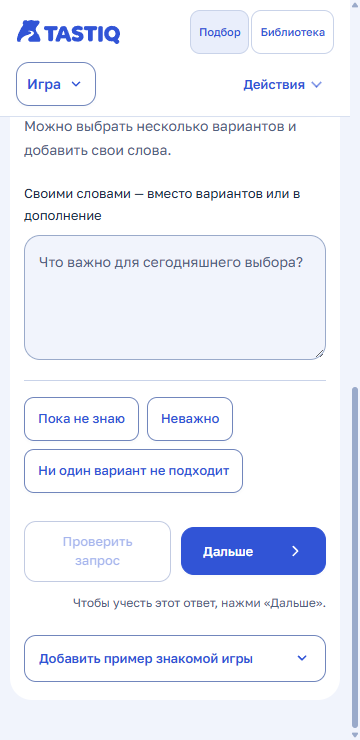 TASTIQ
Подбор
Библиотека
Игра
Действия
Можно выбрать несколько вариантов и
добавить свои слова.
Своими словами — вместо вариантов или в
дополнение
Что важно для сегодняшнего выбора?
Пока не знаю
Неважно
Ни один вариант не подходит
Проверить
запрос
Дальше
Чтобы учесть этот ответ, нажми «Дальше».
Добавить пример знакомой игры